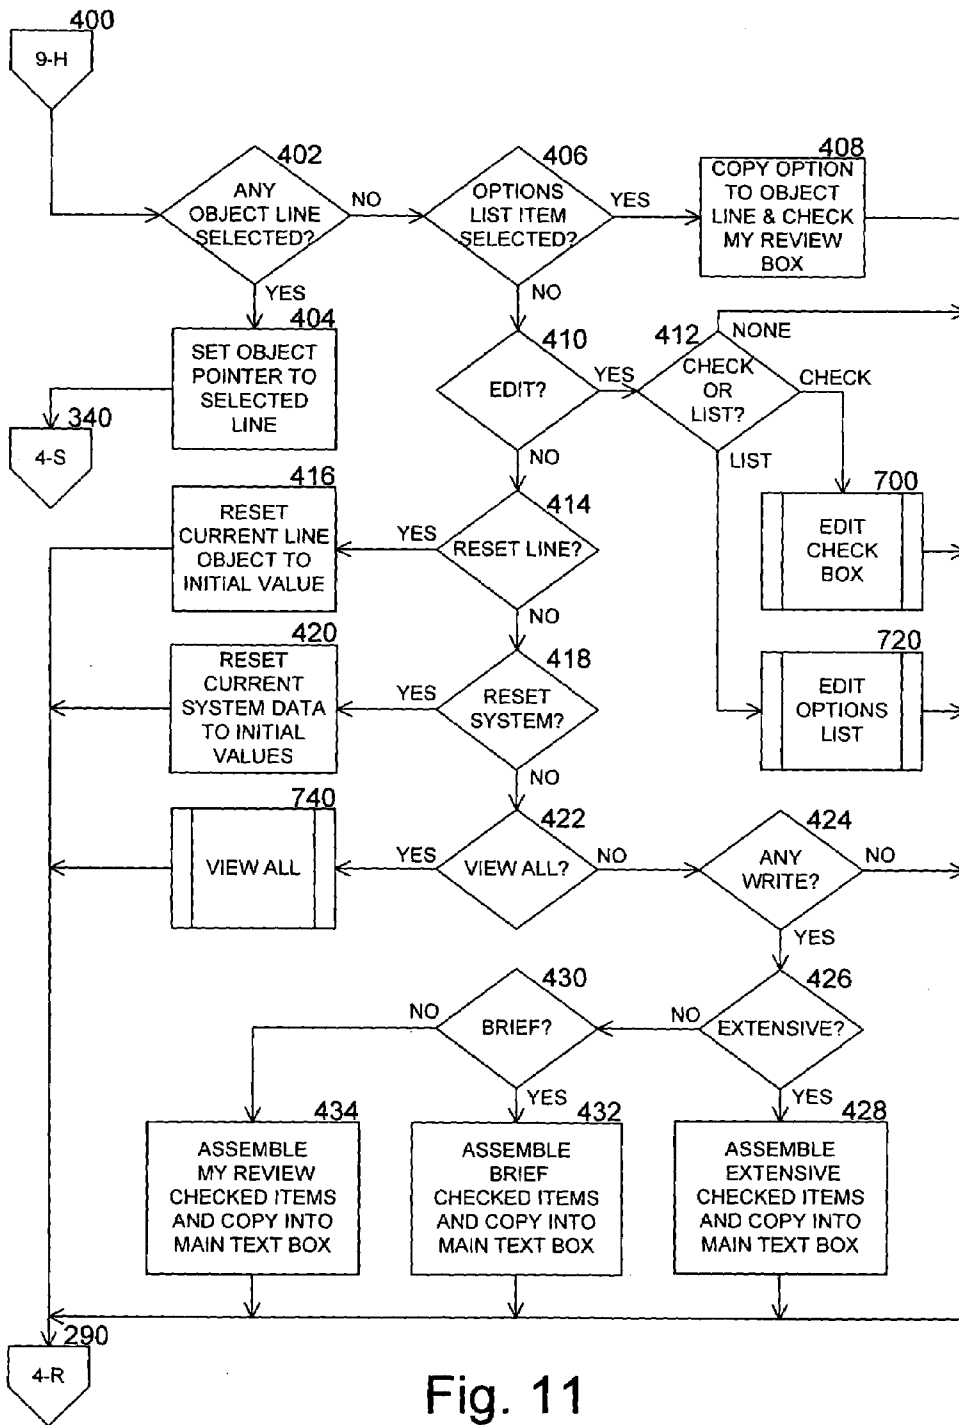 400
9-H
402
ANY
OBJECT LINE
SELECTED?
NO
YES
406
OPTIONS
LIST ITEM
SELECTED?
YES
NO
408
COPY OPTION
TO OBJECT
LINE & CHECK
MY REVIEW
BOX
404
SET OBJECT
POINTER TO
SELECTED
LINE
340
4-S
410
EDIT?
YES
NO
412
CHECK
OR
LIST?
NONE
CHECK
LIST
700
EDIT
CHECK
BOX
720
EDIT
OPTIONS
LIST
414
RESET LINE?
YES
NO
416
RESET
CURRENT LINE
OBJECT TO
INITIAL VALUE
418
RESET
SYSTEM?
YES
NO
420
RESET
CURRENT
SYSTEM DATA
TO INITIAL
VALUES
422
VIEW ALL?
YES
NO
740
VIEW ALL
424
ANY
WRITE?
NO
YES
426
EXTENSIVE?
NO
YES
430
BRIEF?
NO
YES
434
ASSEMBLE
MY REVIEW
CHECKED ITEMS
AND COPY INTO
MAIN TEXT BOX
432
ASSEMBLE
BRIEF
CHECKED ITEMS
AND COPY INTO
MAIN TEXT BOX
428
ASSEMBLE
EXTENSIVE
CHECKED ITEMS
AND COPY INTO
MAIN TEXT BOX
290
4-R
Fig. 11